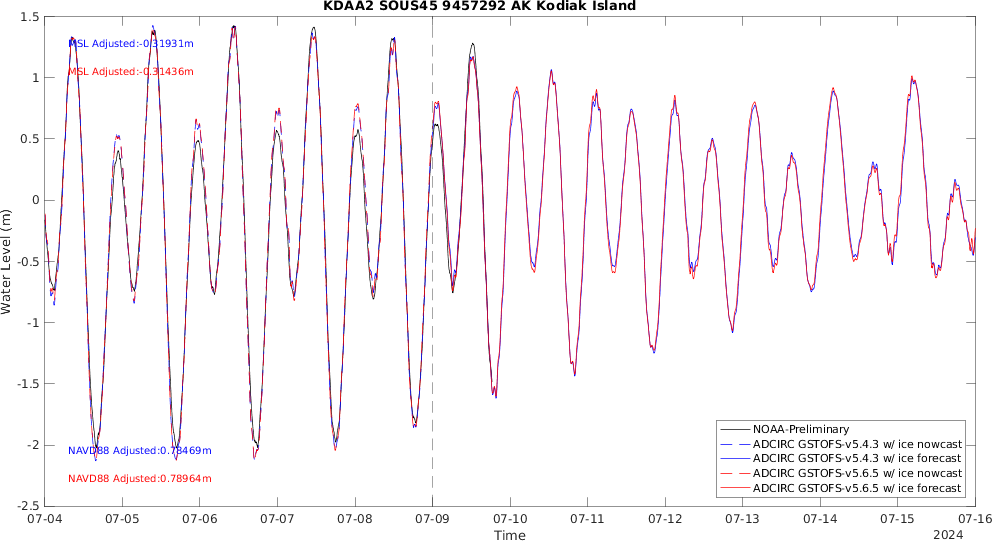 KDAA2 SOUS45 9457292 AK Kodiak Island
1.5
1
0.5
0
-0.5
-1
-1.5
-2
-2.5
Water Level (m)
MSL Adjusted:-0.31931m
MSL Adjusted:-0.31436m
NAVD88 Adjusted:0.78469m
NAVD88 Adjusted:0.78964m
NOAA-Preliminary
ADCIRC GSTOFS-v5.4.3 w/ ice nowcast
ADCIRC GSTOFS-v5.4.3 w/ ice forecast
ADCIRC GSTOFS-v5.6.5 w/ ice nowcast
ADCIRC GSTOFS-v5.6.5 w/ ice forecast
07-04 07-05 07-06 07-07 07-08 07-09 07-10 07-11 07-12 07-13 07-14 07-15 07-16
Time
2024